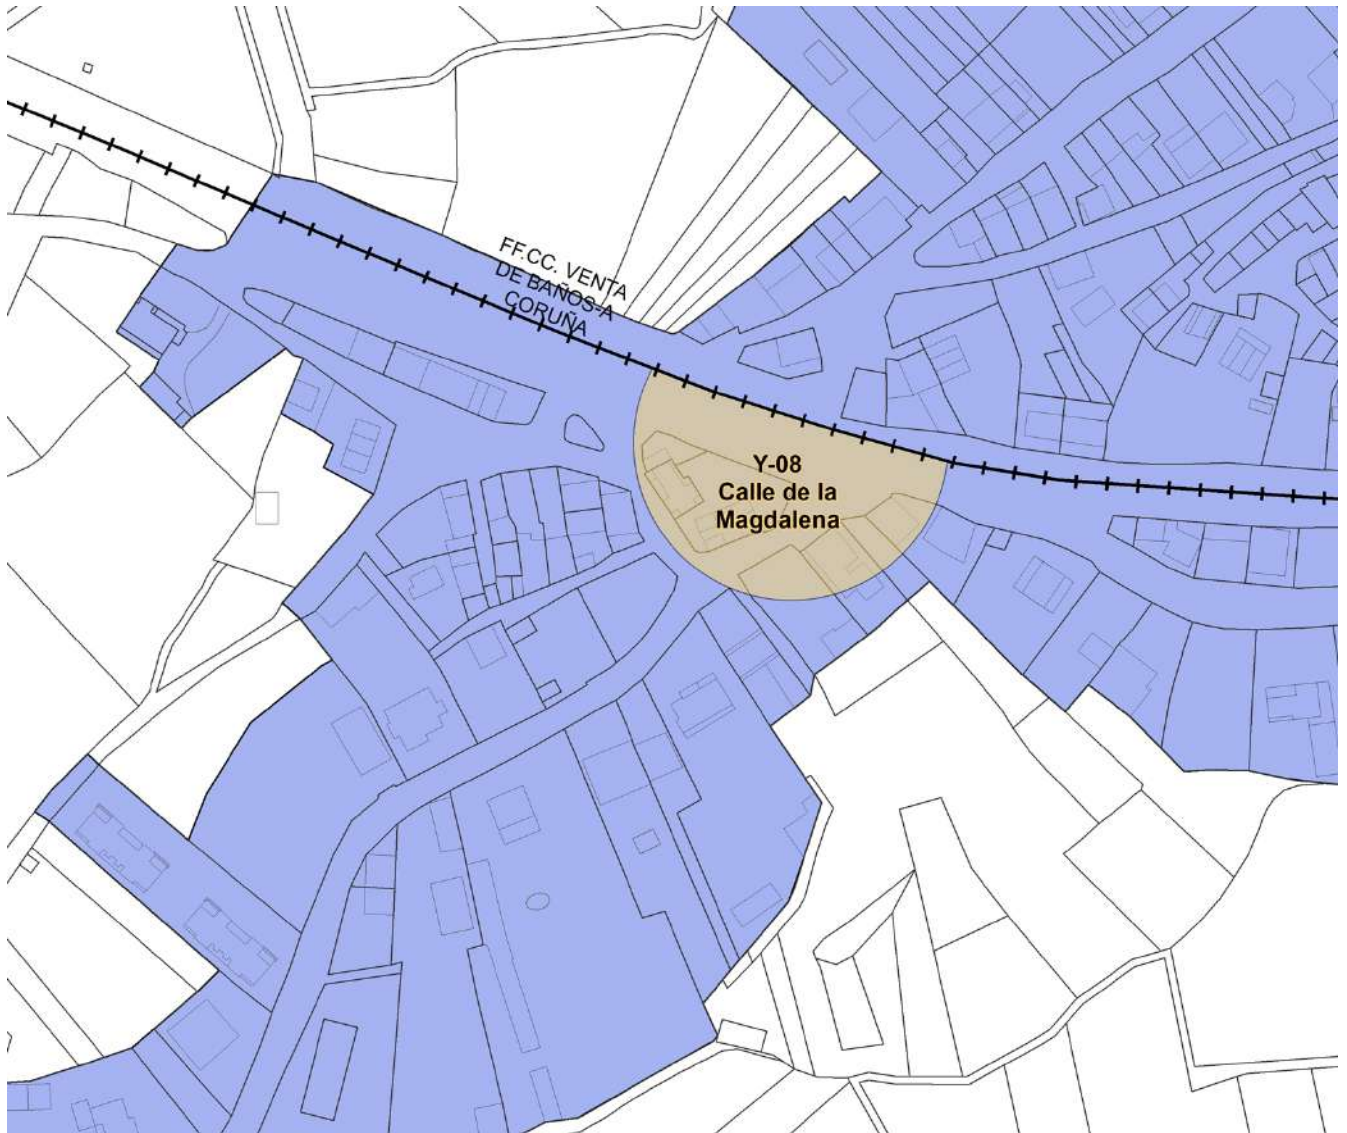 FF.CC. VENTA
DE BAÑOS-A
CORUÑA
Y-08
Calle de la
Magdalena